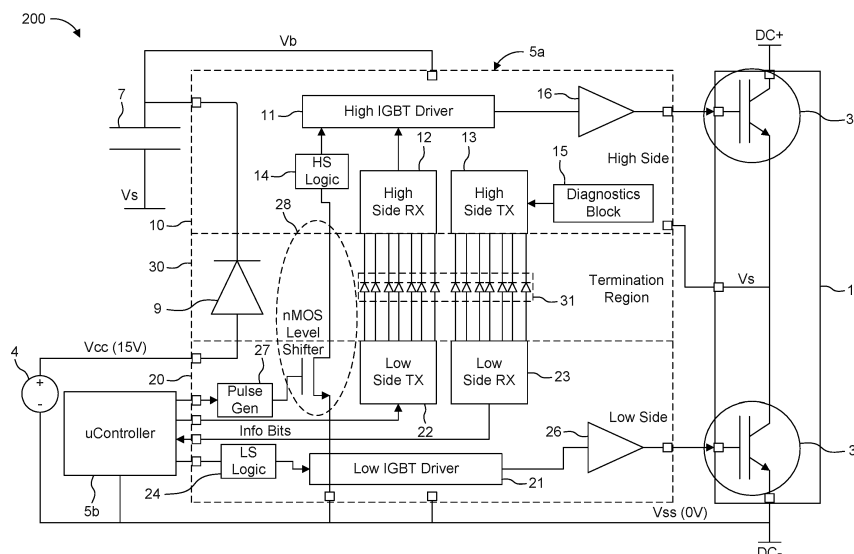 200
Vb
5a
DC+
7
11
High IGBT Driver
16
3
12
13
14
HS
Logic
28
High
Side RX
High
Side TX
15
Diagnostics
Block
High Side
Vs
10
30
9
nMOS
Level
Shifter
31
Termination
Region
Vs
1
Vcc (15V)
4
+
-
20
27
Pulse
Gen
Low
Side TX
Low
Side RX
23
uController
22
Info Bits
26
Low Side
3
LS
Logic
24
Low IGBT Driver
21
5b
Vss (0V)
DC-